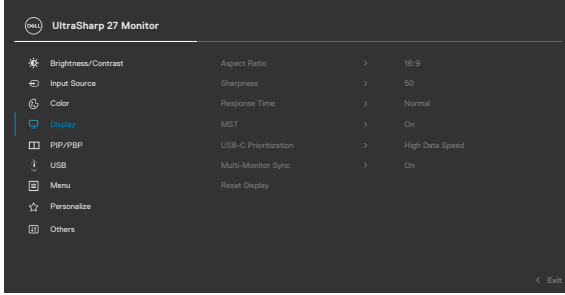 DELL UltraSharp 27 Monitor
Brightness/Contrast Aspect Ratio > 16:9
Input Source Sharpness 50
Color Response Time > Normal
Display MST > On
PIP/PBP USB-C Prioritization > High Data Speed
USB Multi-Monitor Sync > On
Menu Reset Display
Personalize
Others
< Exit